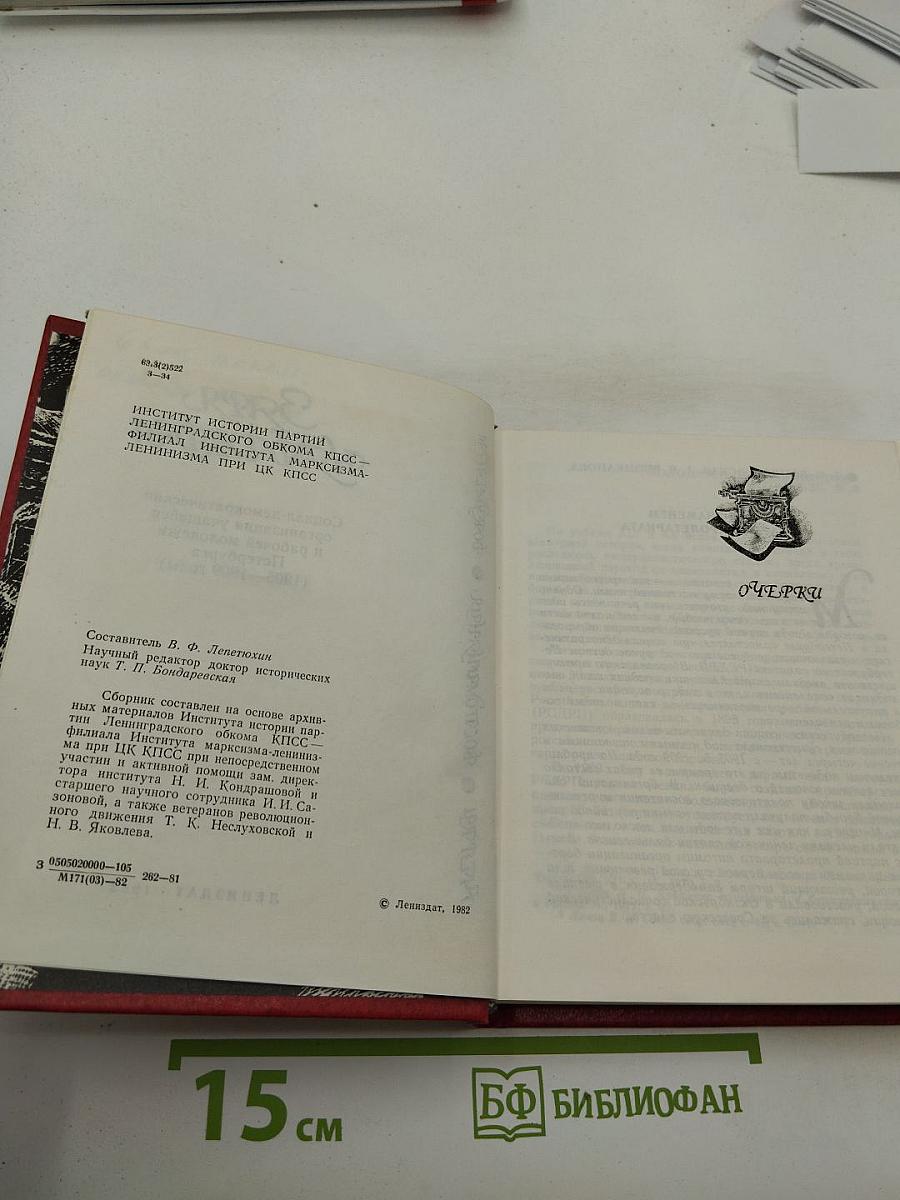 63.3(2)522
З—34
ИНСТИТУТ ИСТОРИИ ПАРТИИ
ЛЕНИНГРАДСКОГО ОБКОМА КПСС —
ФИЛИАЛ ИНСТИТУТА МАРКСИЗМА-
ЛЕНИНИЗМА ПРИ ЦК КПСС
Составитель В. Ф. Лепетюхин
Научный редактор доктор исторических
наук Т. П. Бондаревская
Сборник составлен на основе архив-
ных материалов Института истории пар-
тии Ленинградского обкома КПСС —
филиала Института марксизма-лениниз-
ма при ЦК КПСС при непосредственном
участии и активной помощи зам. дирек-
тора института Н. И. Кондрашовой и
старшего научного сотрудника И. И. Са-
зоновой, а также ветеранов революцион-
ного движения Т. К. Неслуховской и
Н. В. Яковлева.
З 0505020000—105
М171(03)—82 262—81
© Лениздат, 1982
ОЧЕРКИ
15 см
БФ БИБЛИОФАН